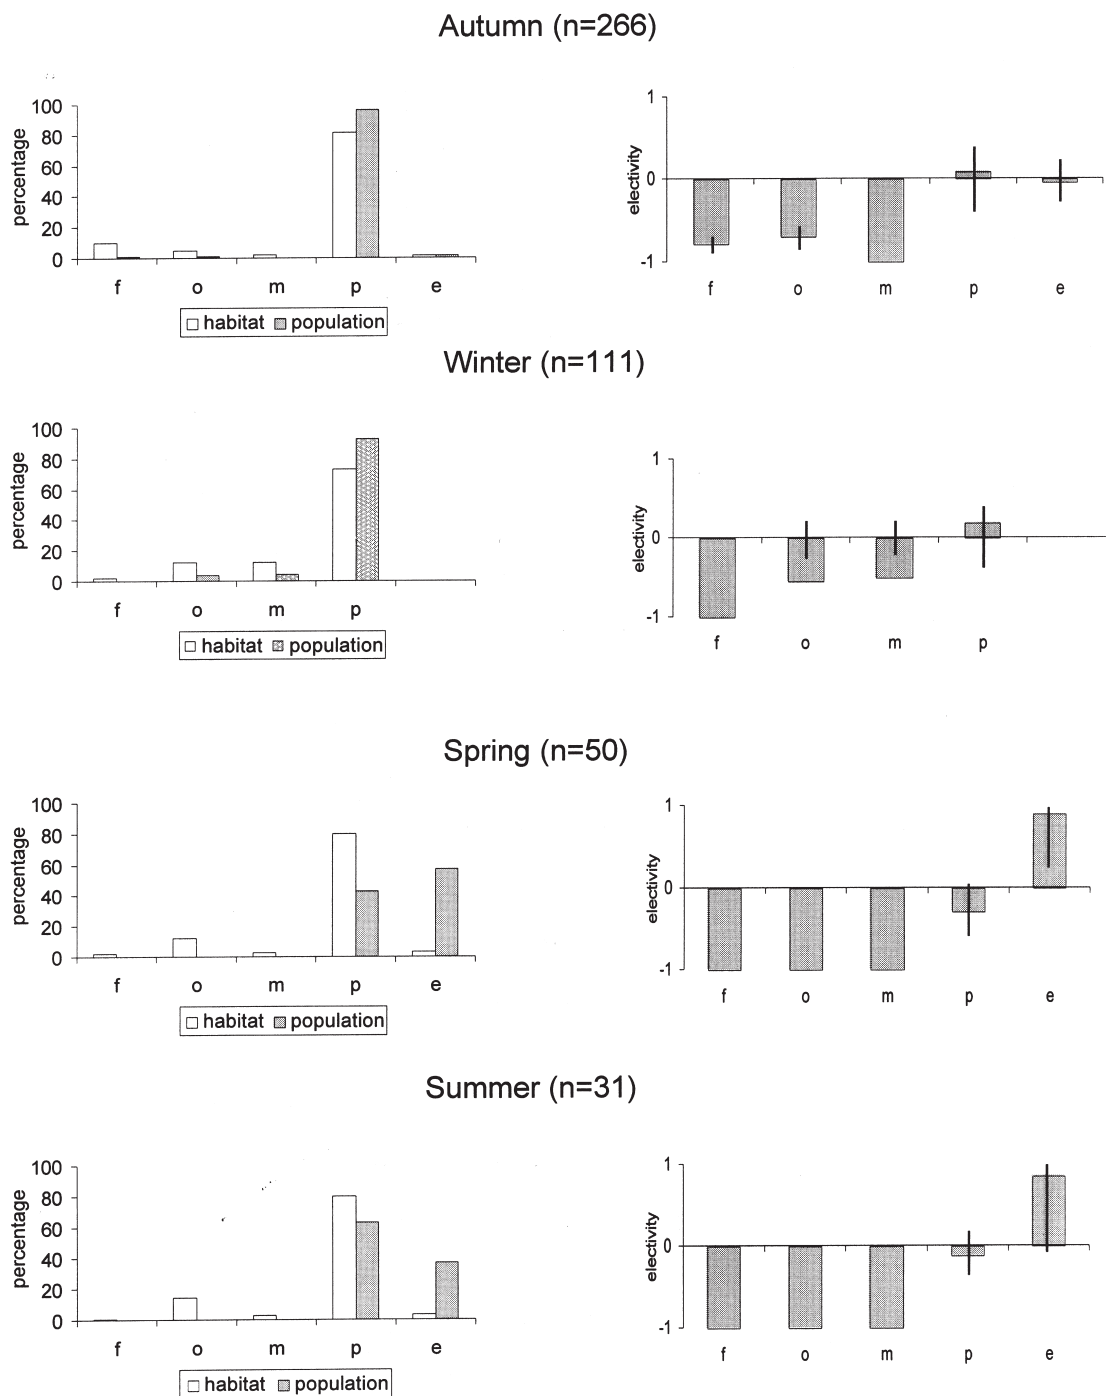 Autumn (n=266)
percentage
100
80
60
40
20
0
f o m p e
habitat population
electivity
1
0
-1
f o m p e
Winter (n=111)
percentage
100
80
60
40
20
0
f o m p
habitat population
electivity
1
0
-1
f o m p
Spring (n=50)
percentage
100
80
60
40
20
0
f o m p e
habitat population
electivity
1
0
-1
f o m p e
Summer (n=31)
percentage
100
80
60
40
20
0
f o m p e
habitat population
electivity
1
0
-1
f o m p e